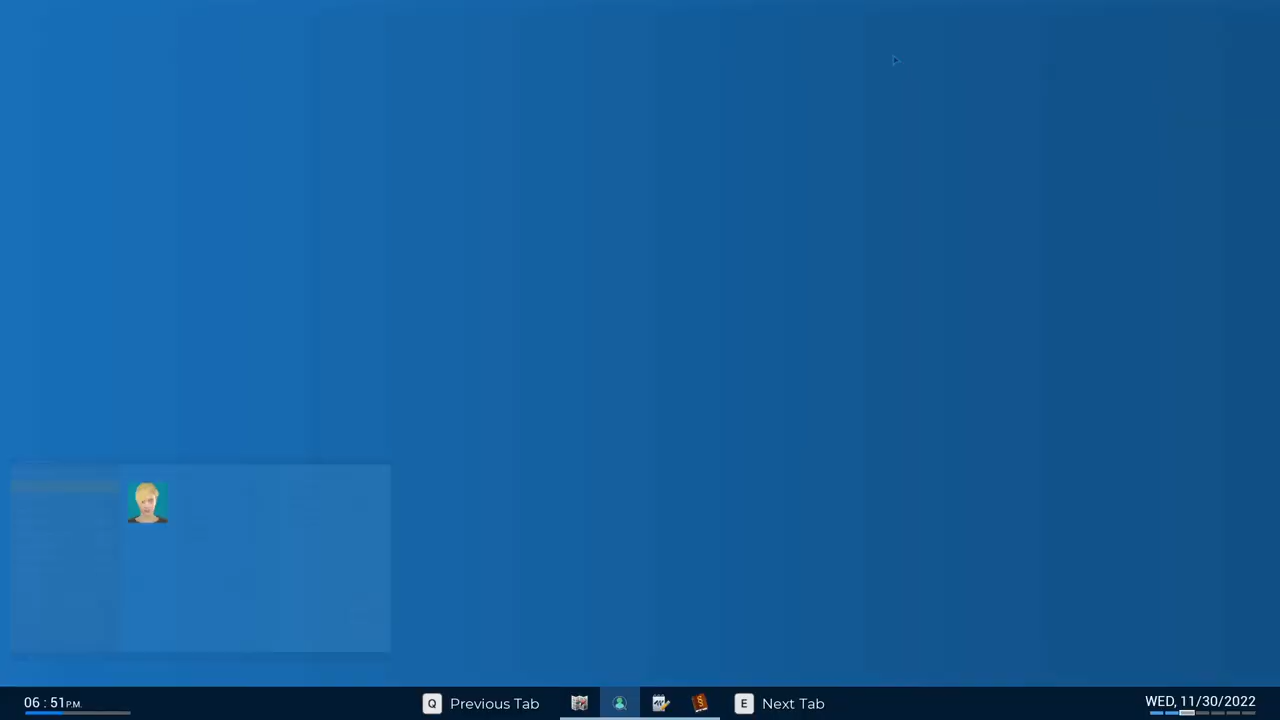 06 : 51 P.M.
Q Previous Tab
E Next Tab
WED, 11/30/2022